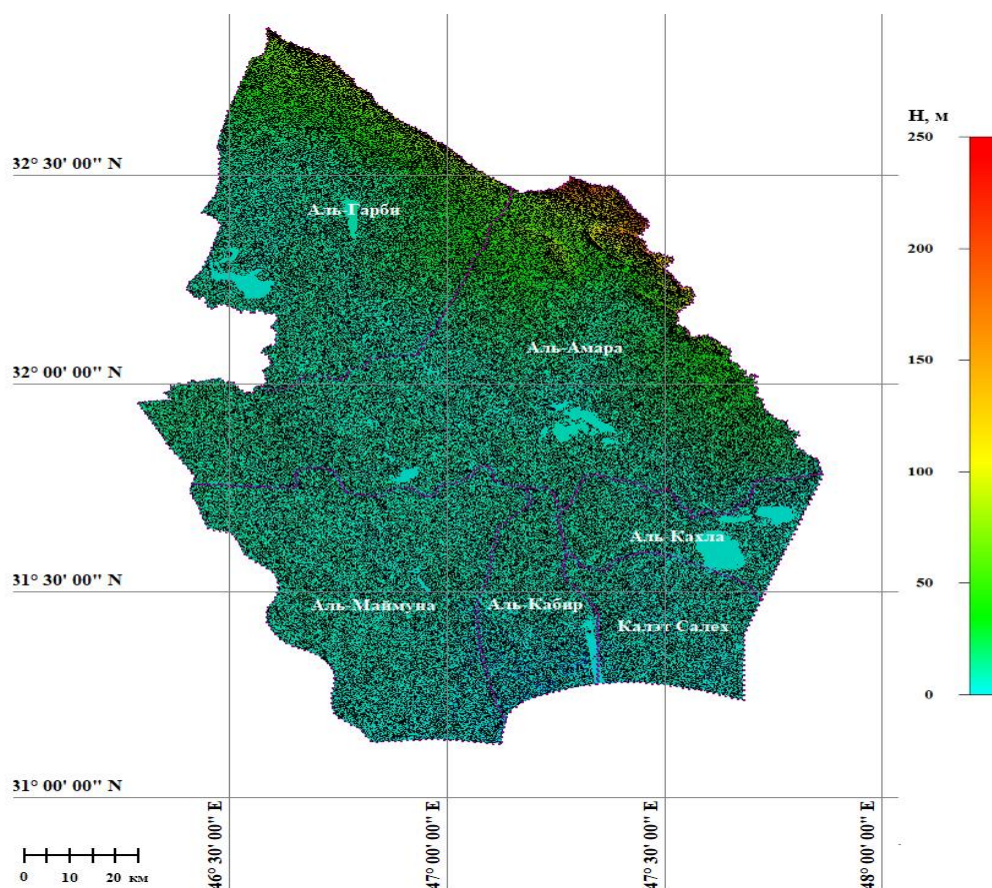 H, м
250
32° 30' 00" N
Аль-Гарби
200
Аль-Амара
150
32° 00' 00" N
100
Аль-Кахла
50
31° 30' 00" N
Аль-Маймуна
Аль-Кабир
Калэт Салех
0
31° 00' 00" N
46° 30' 00" E
47° 00' 00" E
47° 30' 00" E
48° 00' 00" E
0 10 20 км